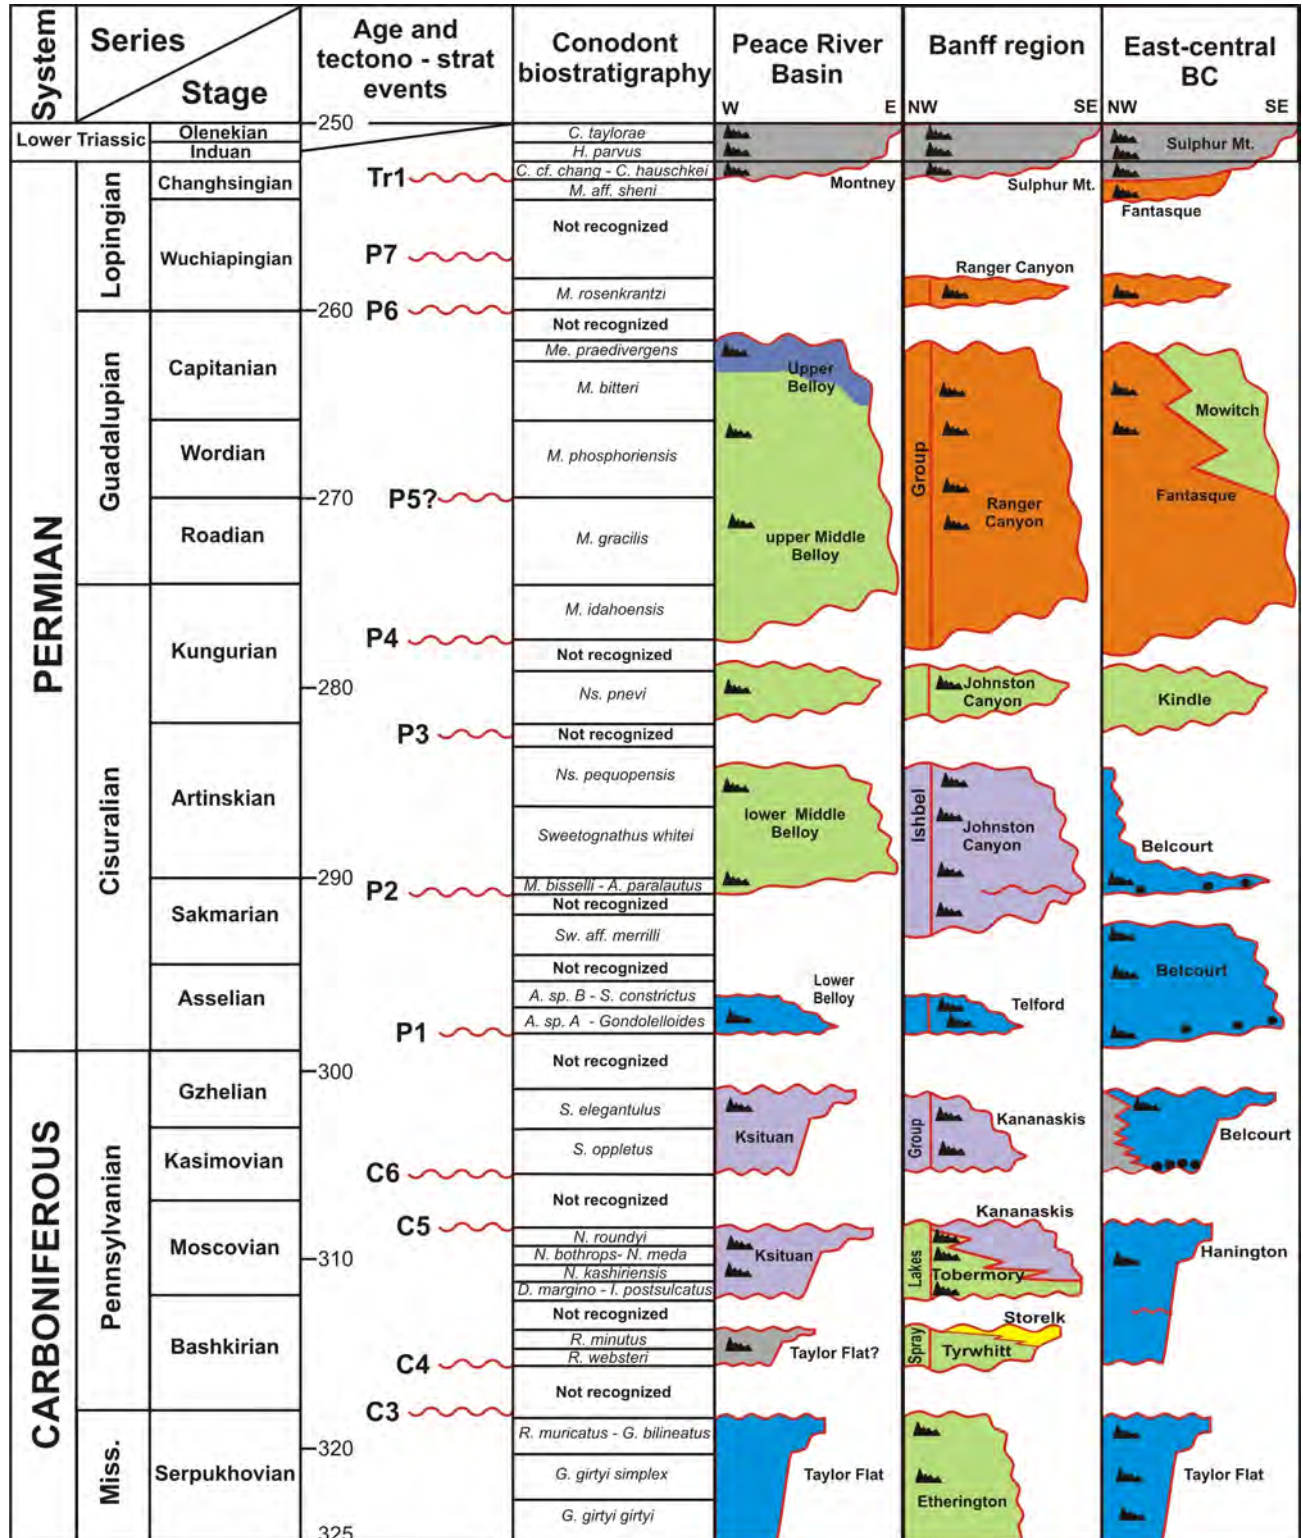 System
Series
Stage
Age and
tectono - strat
events
Conodont
biostratigraphy
Peace River
Basin
W
E
Banff region
NW
SE
East-central
BC
NW
SE
Lower Triassic
Olenekian
Induan
PERMIAN
Lopingian
Changhsingian
Wuchiapingian
Guadalupian
Capitanian
Wordian
Roadian
Cisuralian
Kungurian
Artinskian
Sakmarian
Asselian
CARBONIFEROUS
Pennsylvanian
Gzhelian
Kasimovian
Moscovian
Bashkirian
Miss.
Serpukhovian
250
260
270
280
290
300
310
320
325
Tr1
P7
P6
P5?
P4
P3
P2
P1
C6
C5
C4
C3
C. taylorae
H. parvus
C. cf. chang - C. hauschkei
M. aff. sheni
Not recognized
M. rosenkrantzi
Not recognized
Me. praedivergens
M. bitteri
M. phosphoriensis
M. gracilis
M. idahoensis
Not recognized
Ns. pnevi
Not recognized
Ns. pequopensis
Sweetognathus whitei
M. bisselli - A. paralautus
Not recognized
Sw. aff. merrilli
Not recognized
A. sp. B - S. constrictus
A. sp. A - Gondolelloides
Not recognized
S. elegantulus
S. oppletus
Not recognized
N. roundyi
N. bothrops- N. meda
N. kashiriensis
D. margino - I. postsulcatus
Not recognized
R. minutus
R. websteri
Not recognized
R. muricatus - G. bilineatus
G. girtyi simplex
G. girtyi girtyi
Montney
Upper
Belloy
upper Middle
Belloy
lower Middle
Belloy
Lower
Belloy
Ksituan
Ksituan
Taylor Flat?
Taylor Flat
Sulphur Mt.
Ranger Canyon
Group
Ranger
Canyon
Johnston
Canyon
Ishbel
Johnston
Canyon
Telford
Group
Kananaskis
Kananaskis
Lakes
Tobermory
Storelk
Spray
Tyrwhitt
Etherington
Sulphur Mt.
Fantasque
Mowitch
Fantasque
Kindle
Belcourt
Belcourt
Belcourt
Hanington
Taylor Flat